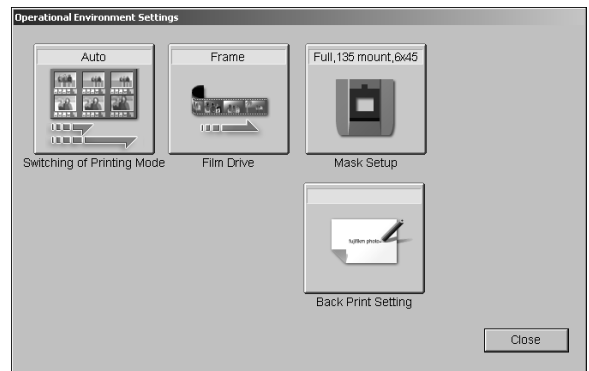 Operational Environment Settings
Auto
Frame
Full,135 mount,6x45
Switching of Printing Mode
Film Drive
Mask Setup
fujifilm photo
Back Print Setting
Close